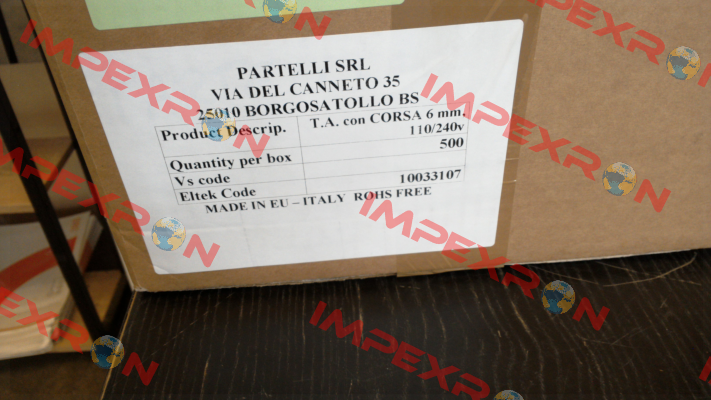 PARTELLI SRL
VIA DEL CANNETO 35
25010 BORGOSATOLLO BS
Product Descrip. T.A. con CORSA 6 mm.
110/240v
Quantity per box 500
Vs code
Eltek Code 10033107
MADE IN EU – ITALY ROHS FREE
IMPEXRON
IMPEXRON
IMPEXRON
IMPEXRON
IMPEXRON
IMPEXRON
IMPEXRON
IMPEXRON